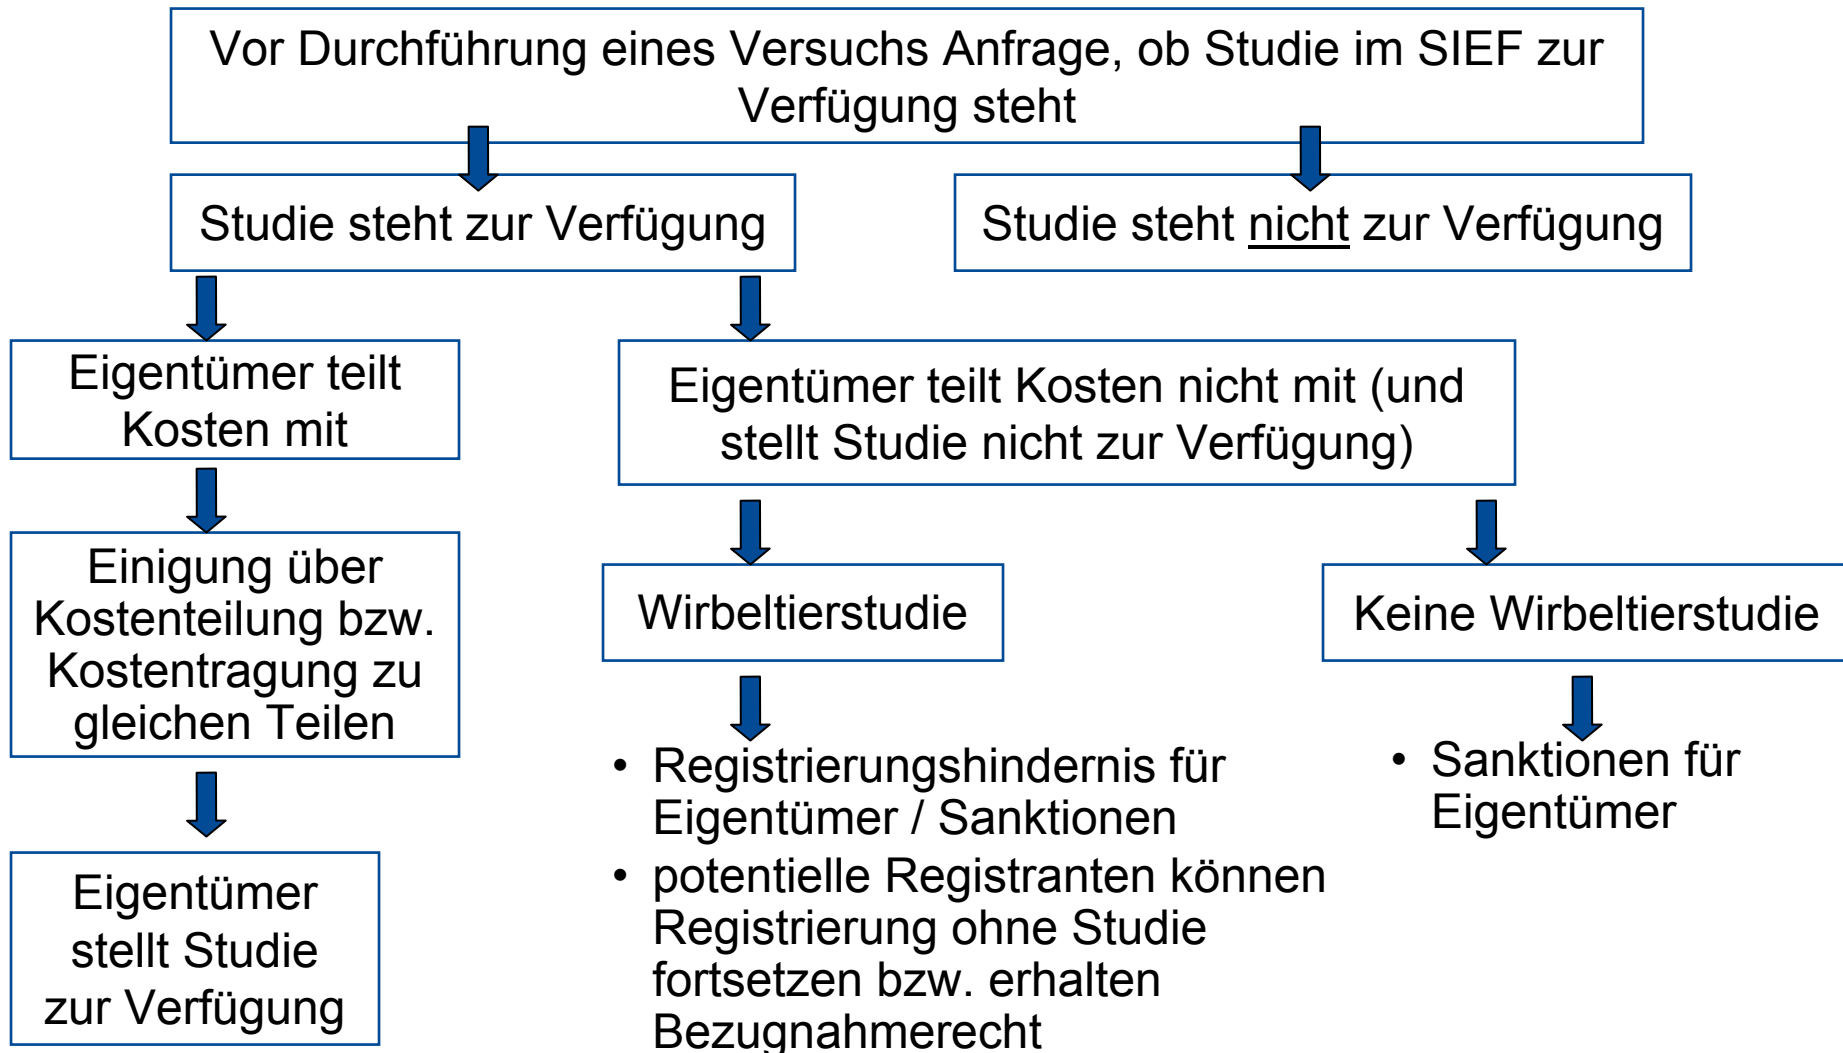 Vor Durchführung eines Versuchs Anfrage, ob Studie im SIEF zur
Verfügung steht
Studie steht zur Verfügung
Studie steht nicht zur Verfügung
Eigentümer teilt
Kosten mit
Eigentümer teilt Kosten nicht mit (und
stellt Studie nicht zur Verfügung)
Einigung über
Kostenteilung bzw.
Kostentragung zu
gleichen Teilen
Wirbeltierstudie
Keine Wirbeltierstudie
• Registrierungshindernis für
Eigentümer / Sanktionen
• potentielle Registranten können
Registrierung ohne Studie
fortsetzen bzw. erhalten
Bezugnahmerecht
• Sanktionen für
Eigentümer
Eigentümer
stellt Studie
zur Verfügung